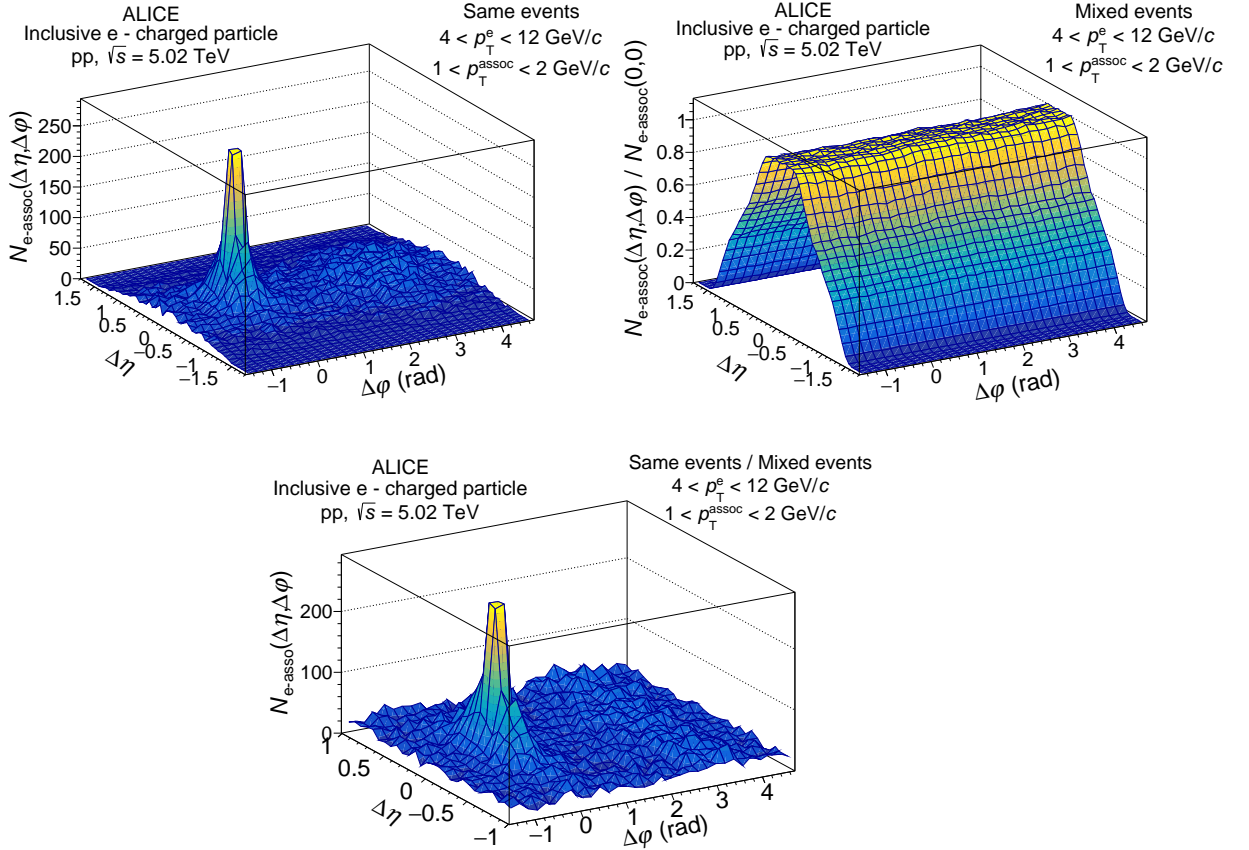 ALICE
Inclusive e - charged particle
pp, √s = 5.02 TeV
Same events
4 < p_T^e < 12 GeV/c
1 < p_T^assoc < 2 GeV/c
N_e-assoc(Δη,Δφ)
250
200
150
100
50
0
1.5
1
0.5
0
−0.5
−1
−1.5
Δη
−1
0
1
2
3
4
Δφ (rad)
ALICE
Inclusive e - charged particle
pp, √s = 5.02 TeV
Mixed events
4 < p_T^e < 12 GeV/c
1 < p_T^assoc < 2 GeV/c
N_e-assoc(Δη,Δφ) / N_e-assoc(0,0)
1
0.8
0.6
0.4
0.2
0
1.5
1
0.5
0
−0.5
−1
−1.5
Δη
−1
0
1
2
3
4
Δφ (rad)
ALICE
Inclusive e - charged particle
pp, √s = 5.02 TeV
Same events / Mixed events
4 < p_T^e < 12 GeV/c
1 < p_T^assoc < 2 GeV/c
N_e-asso(Δη,Δφ)
200
100
0
1
0.5
0
−0.5
−1
Δη
−1
0
1
2
3
4
Δφ (rad)